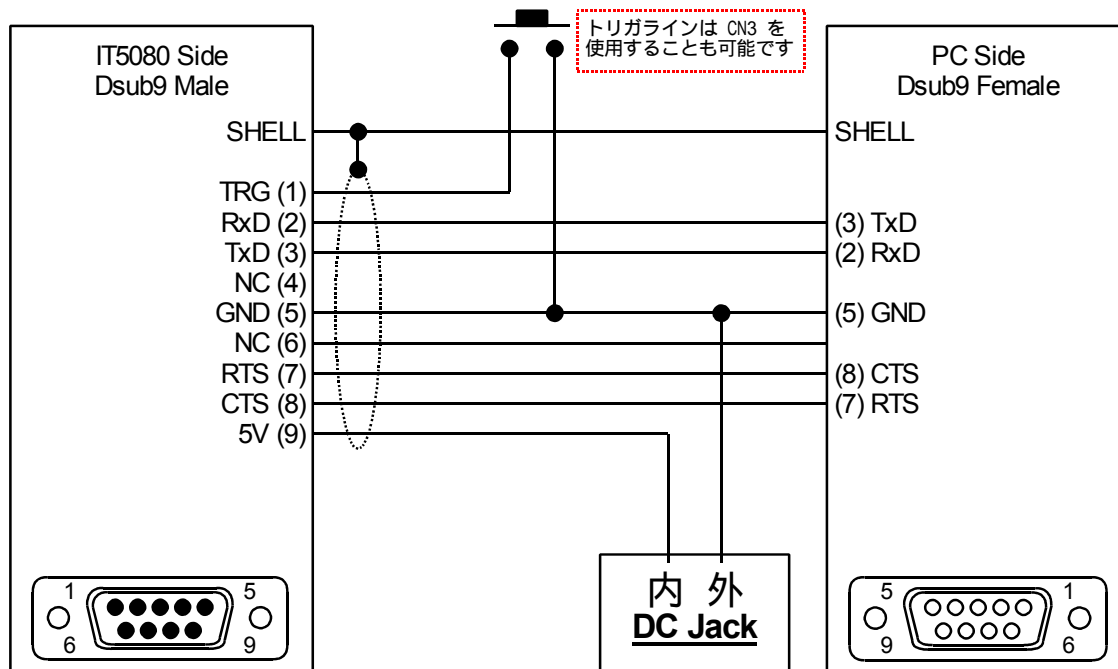 トリガラインは CN3 を
使用することも可能です
IT5080 Side
Dsub9 Male
PC Side
Dsub9 Female
SHELL
SHELL
TRG (1)
RxD (2)
(3) TxD
TxD (3)
(2) RxD
NC (4)
GND (5)
(5) GND
NC (6)
RTS (7)
(8) CTS
CTS (8)
(7) RTS
5V (9)
内 外
DC Jack
1
5
6
9
5
1
9
6